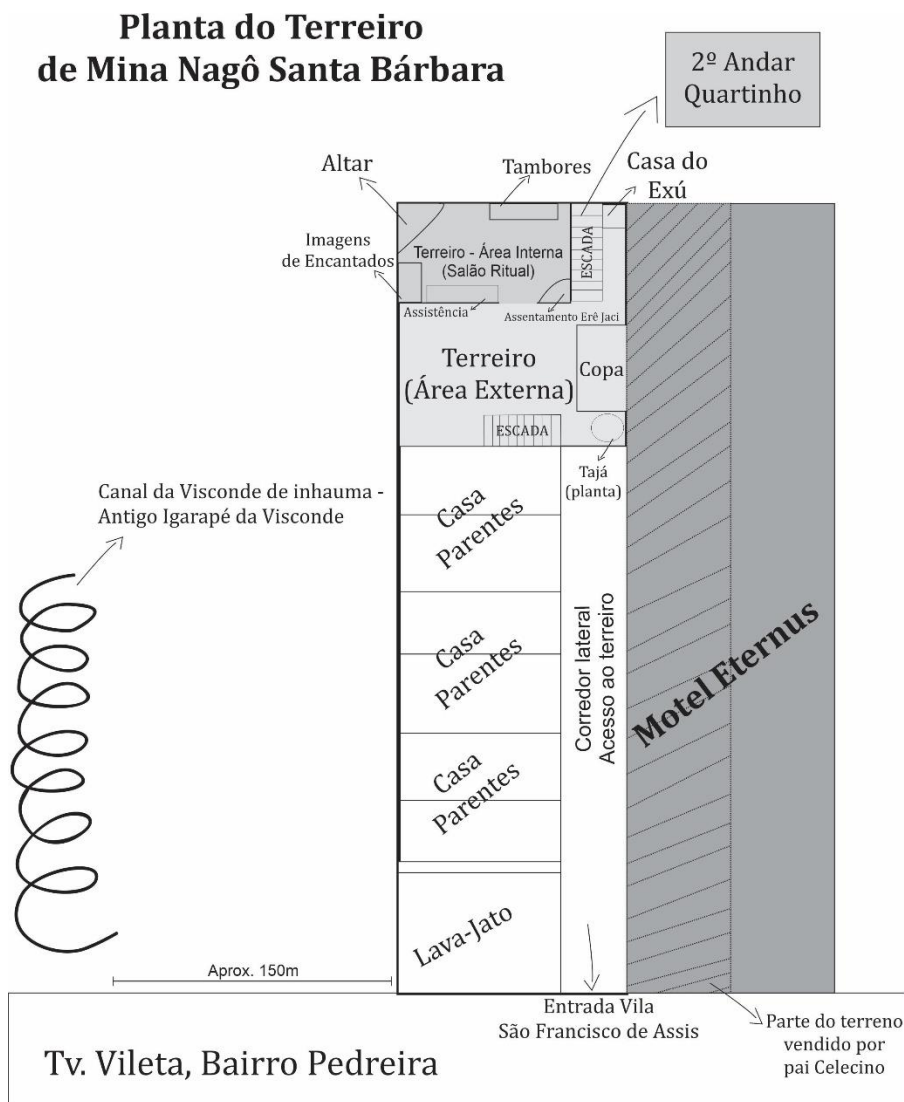 Planta do Terreiro
de Mina Nagô Santa Bárbara
2º Andar
Quartinho
Altar
Tambores
Casa do
Exú
Imagens
de Encantados
Terreiro - Área Interna
(Salão Ritual)
ESCADA
Assistência
Assentamento Erê Jaci
Terreiro
(Área Externa)
Copa
ESCADA
Tajá
(planta)
Canal da Visconde de inhauma -
Antigo Igarapé da Visconde
Casa
Parentes
Casa
Parentes
Casa
Parentes
Corredor lateral
Acesso ao terreiro
Motel Eternus
Lava-Jato
Aprox. 150m
Entrada Vila
São Francisco de Assis
Parte do terreno
vendido por
pai Celecino
Tv. Vileta, Bairro Pedreira